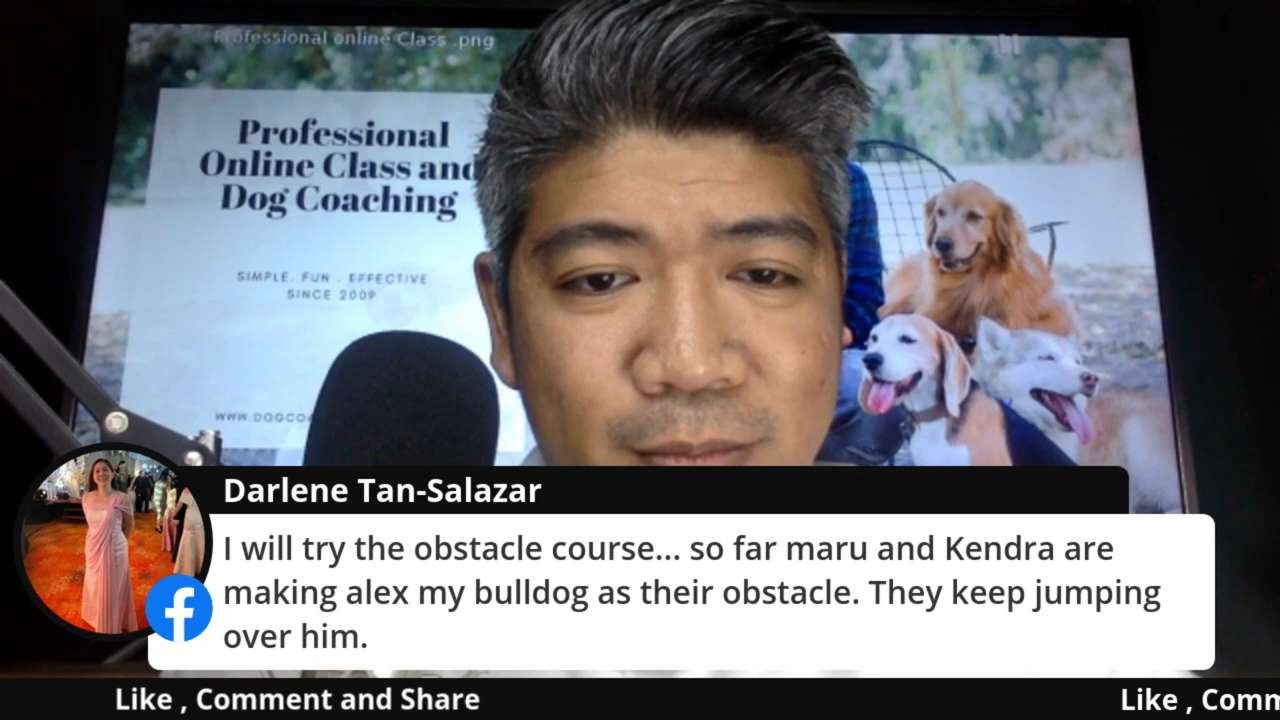 Professional online Class .png
Professional
Online Class and
Dog Coaching
SIMPLE. FUN . EFFECTIVE
SINCE 2009
Darlene Tan-Salazar
I will try the obstacle course... so far maru and Kendra are
making alex my bulldog as their obstacle. They keep jumping
over him.
Like , Comment and Share